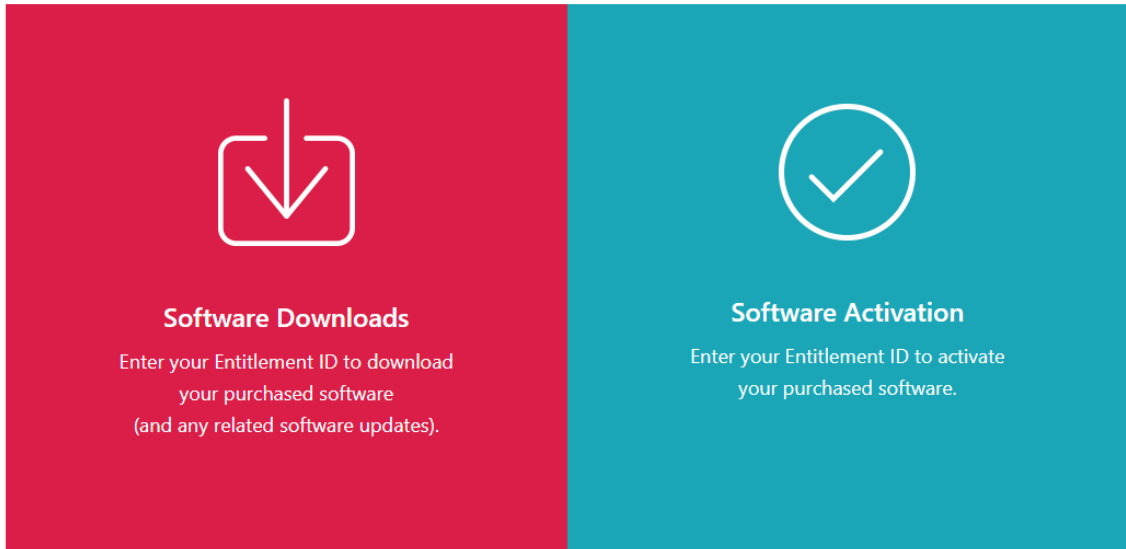 Software Downloads
Enter your Entitlement ID to download
your purchased software
(and any related software updates).
Software Activation
Enter your Entitlement ID to activate
your purchased software.